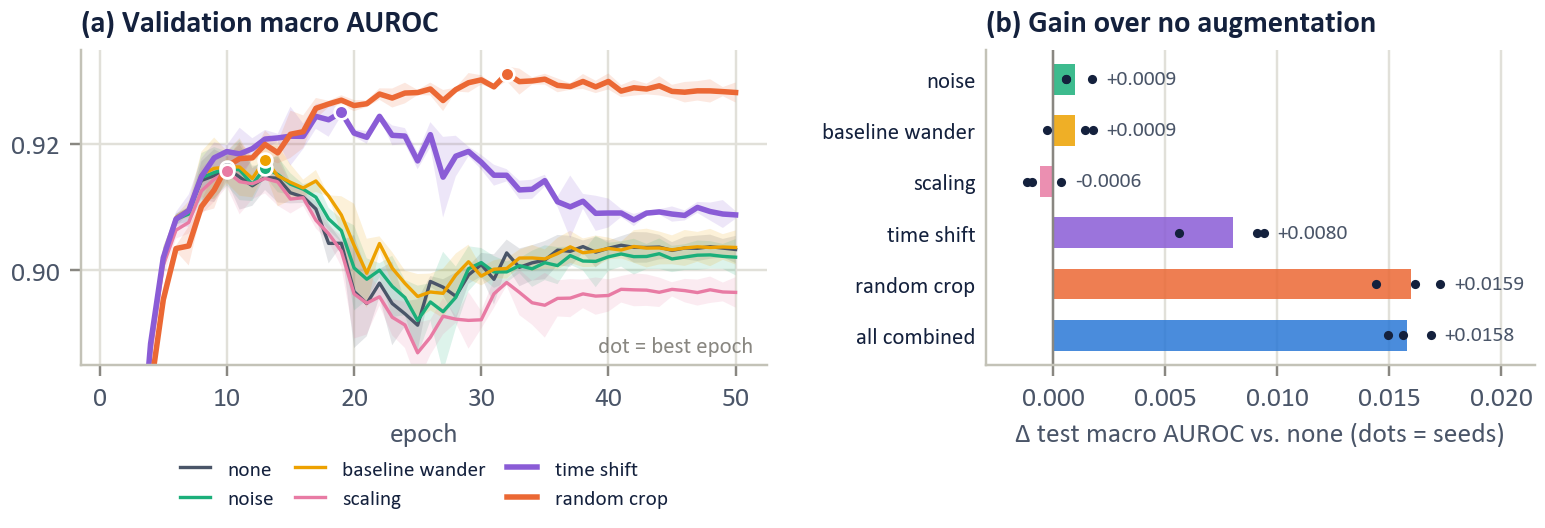 (a) Validation macro AUROC
0.92
0.90
dot = best epoch
0 10 20 30 40 50
epoch
none baseline wander time shift
noise scaling random crop
(b) Gain over no augmentation
noise +0.0009
baseline wander +0.0009
scaling -0.0006
time shift +0.0080
random crop +0.0159
all combined +0.0158
0.000 0.005 0.010 0.015 0.020
Δ test macro AUROC vs. none (dots = seeds)